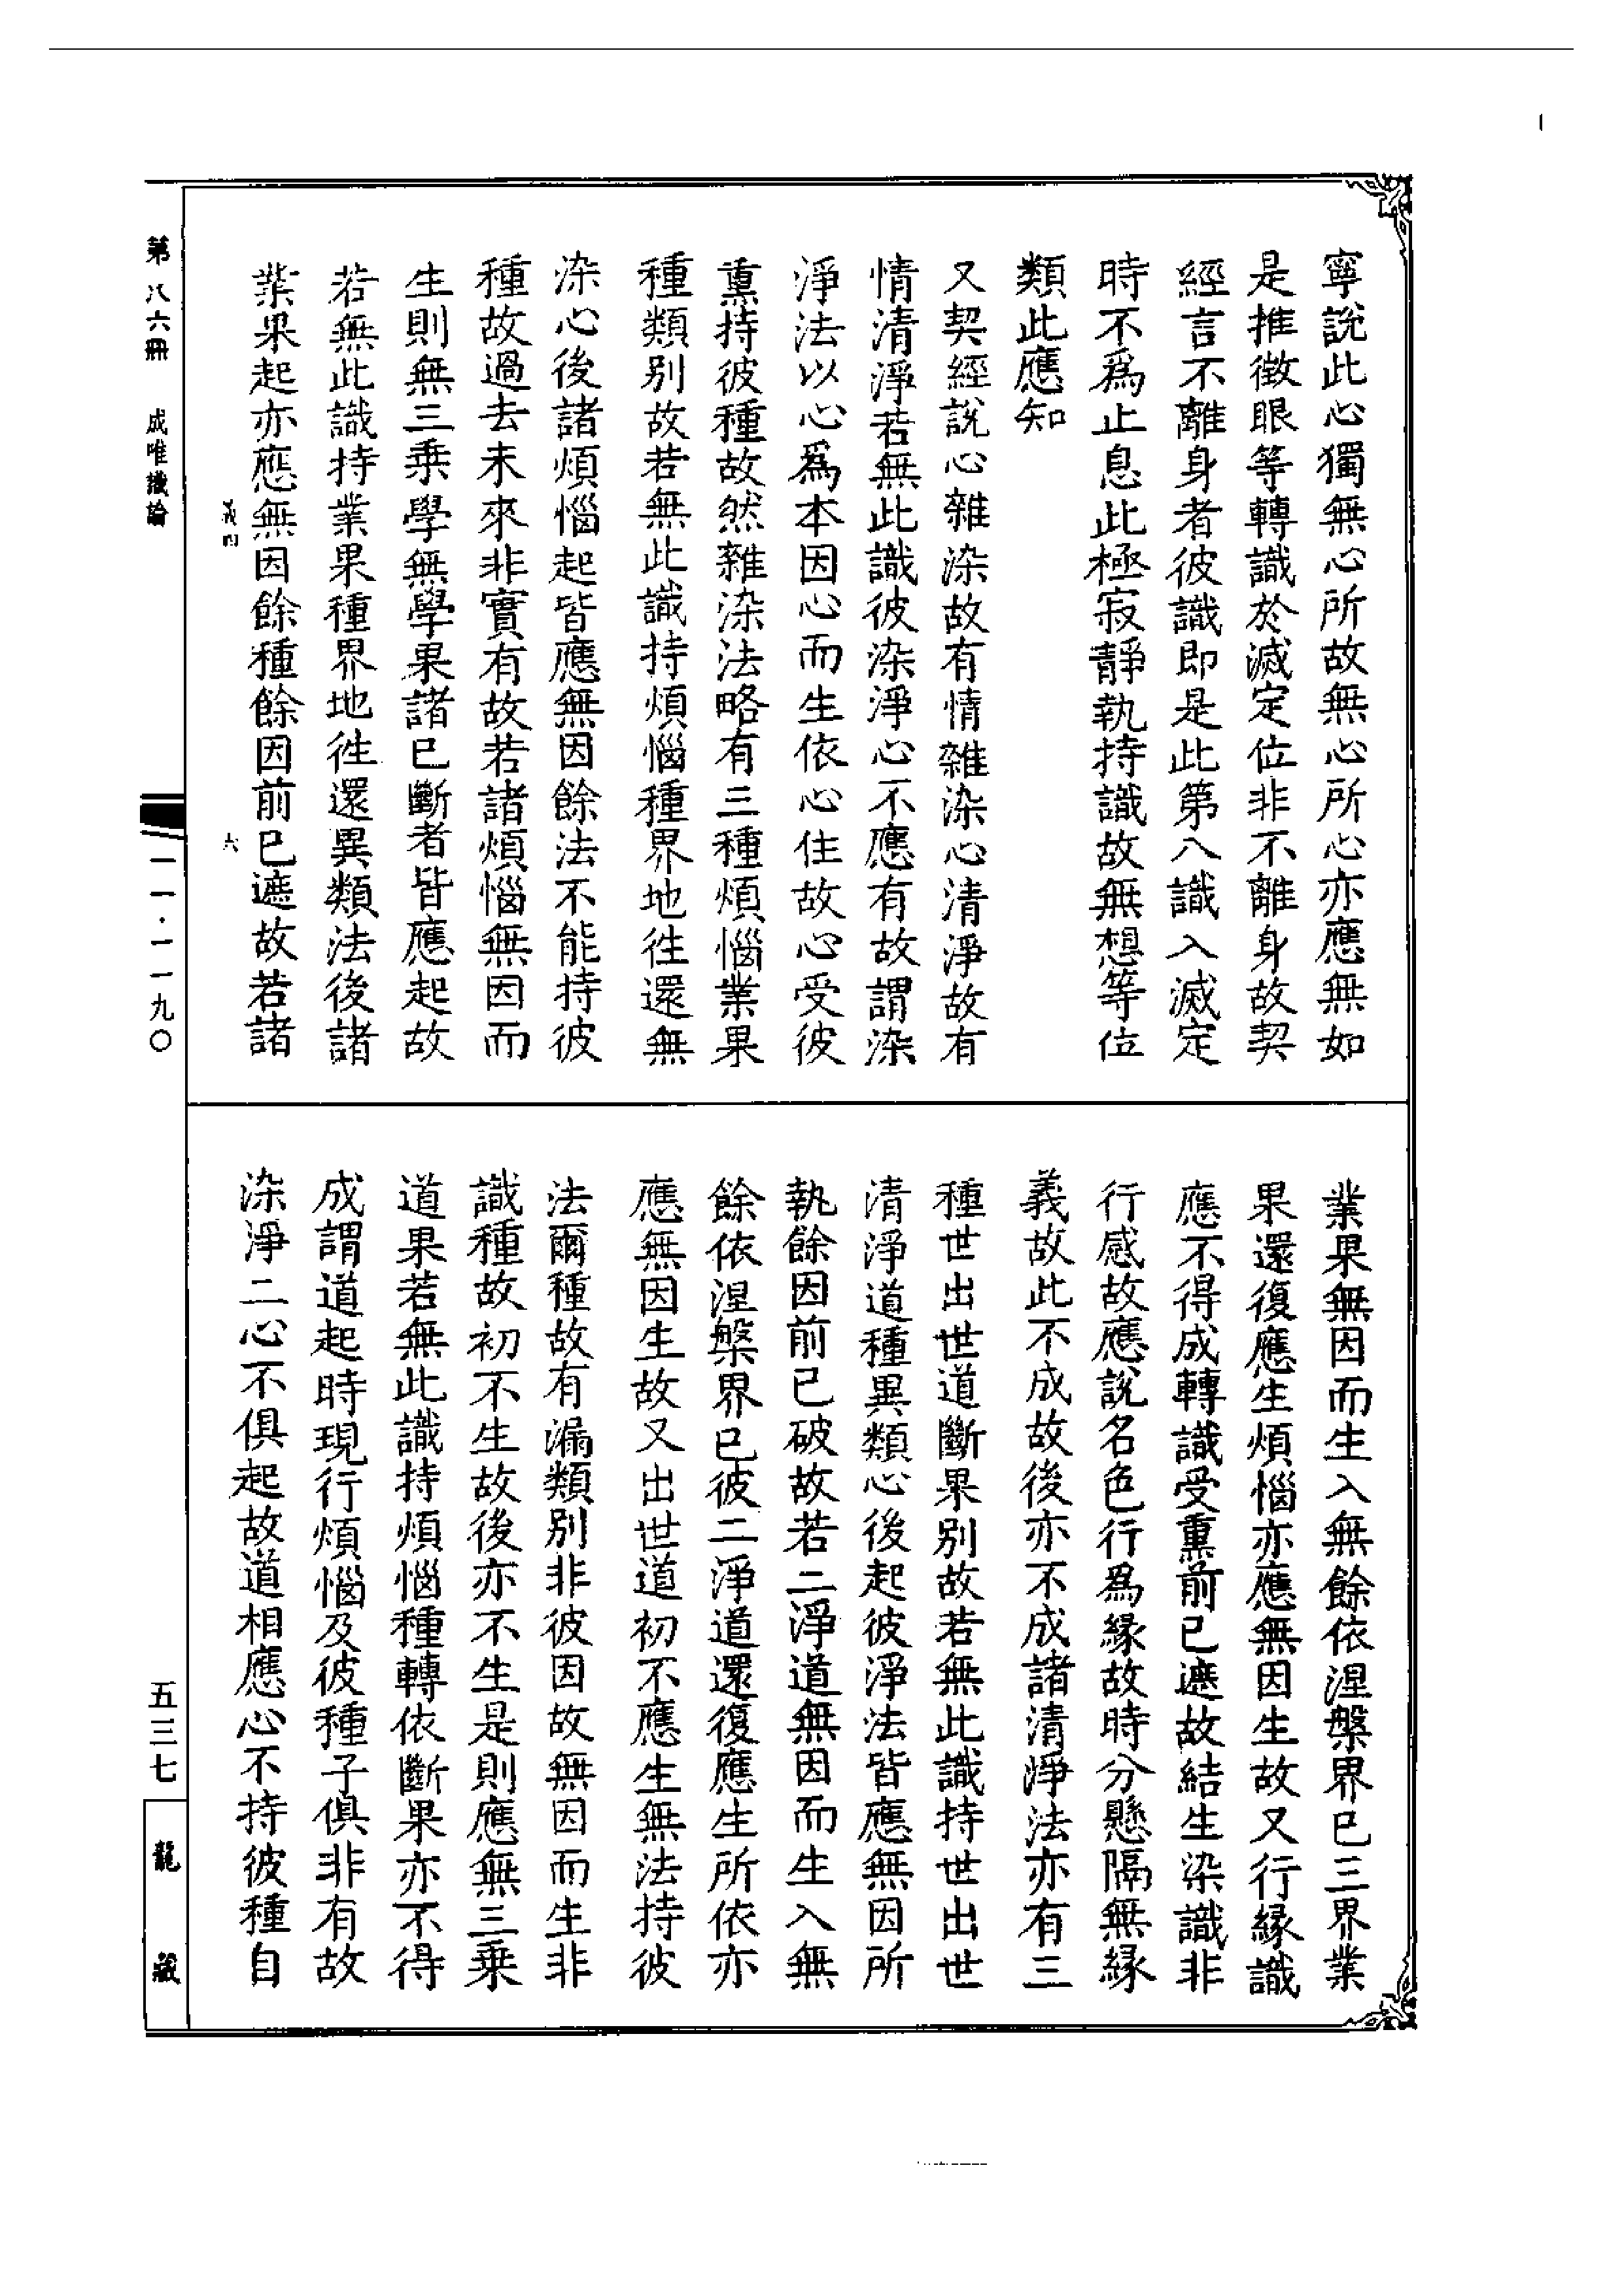 寧說此心獨無心所故無心所心亦應無如
是推徵眼等轉識於滅定位非不離身故契
經言不離身者彼識即是此第八識入滅定
時不爲止息此極寂靜執持識故無想等位
類此應知
又契經說心雜染故有情雜染心清淨故有
情清淨若無此識彼染淨心不應有故謂染
淨法以心爲本因心而生依心住故心受彼
熏持彼種故然雜染法略有三種煩惱業果
種類別故若無此識持煩惱種界地往還無
染心後諸煩惱起皆應無因餘法不能持彼
種故過去未來非實有故若諸煩惱無因而
生則無三乘學無學果諸已斷者皆應起故
若無此識持業果種界地往還異類法後諸
業果起亦應無因餘種餘因前已遮故若諸
義四
六
業果無因而生入無餘依涅槃界已三界業
果還復應生煩惱亦應無因生故又行緣識
應不得成轉識受熏前已遮故結生染識非
行感故應說名色行爲緣故時分懸隔無緣
義故此不成故後亦不成諸清淨法亦有三
種世出世道斷果別故若無此識持世出世
清淨道種異類心後起彼淨法皆應無因所
執餘因前已破故若二淨道無因而生入無
餘依涅槃界已彼二淨道還復應生所依亦
應無因生故又出世道初不應生無法持彼
法爾種故有漏類別非彼因故無因而生非
識種故初不生故後亦不生是則應無三乘
道果若無此識持煩惱種轉依斷果亦不得
成謂道起時現行煩惱及彼種子俱非有故
染淨二心不俱起故道相應心不持彼種自
第八六冊 成唯識論
一一·一一九〇
五三七
龍藏